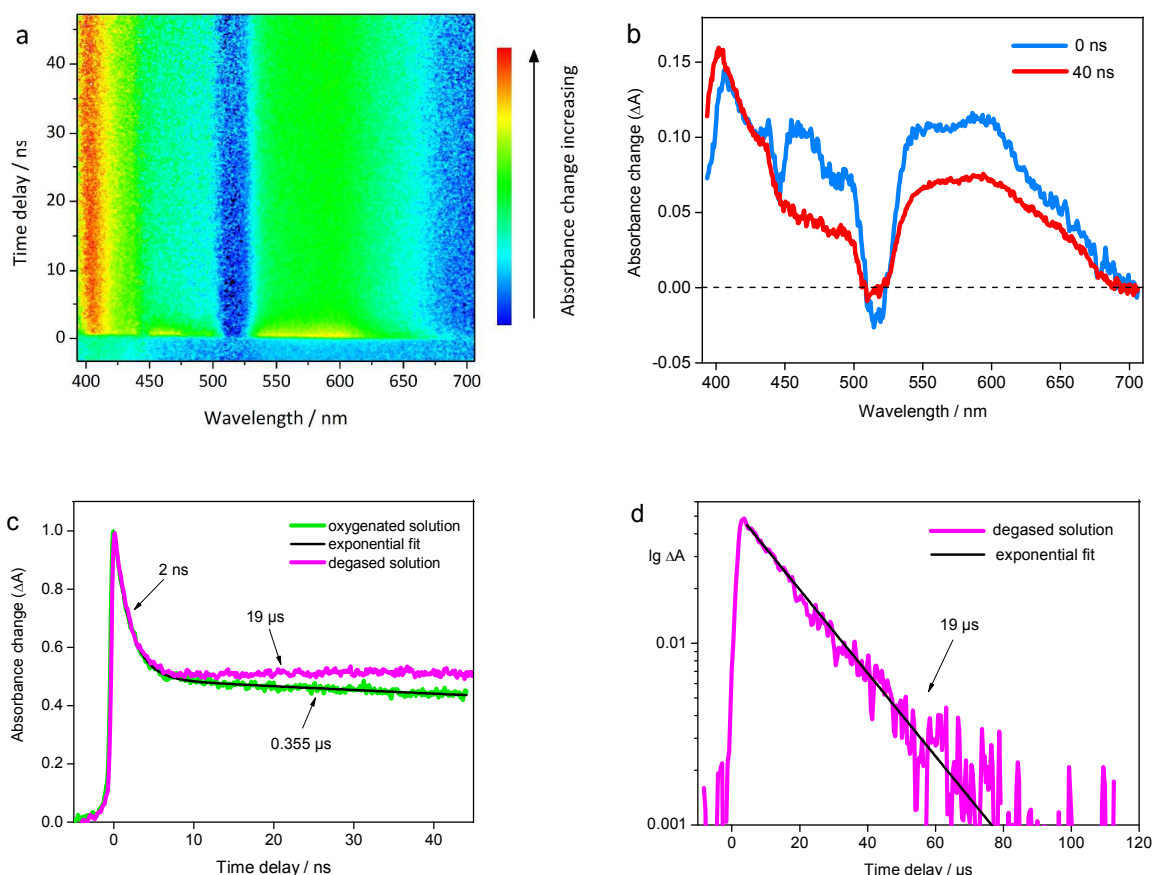 a
40
30
20
10
0
Time delay / ns
400 450 500 550 600 650 700
Wavelength / nm
Absorbance change increasing
b
0 ns
40 ns
0.15
0.10
0.05
0.00
-0.05
Absorbance change (ΔA)
400 450 500 550 600 650 700
Wavelength / nm
c
oxygenated solution
exponential fit
degased solution
1.0
0.8
0.6
0.4
0.2
0.0
Absorbance change (ΔA)
2 ns
19 µs
0.355 µs
0 10 20 30 40
Time delay / ns
d
degased solution
exponential fit
lg ΔA
0.01
0.001
19 µs
0 20 40 60 80 100 120
Time delay / µs